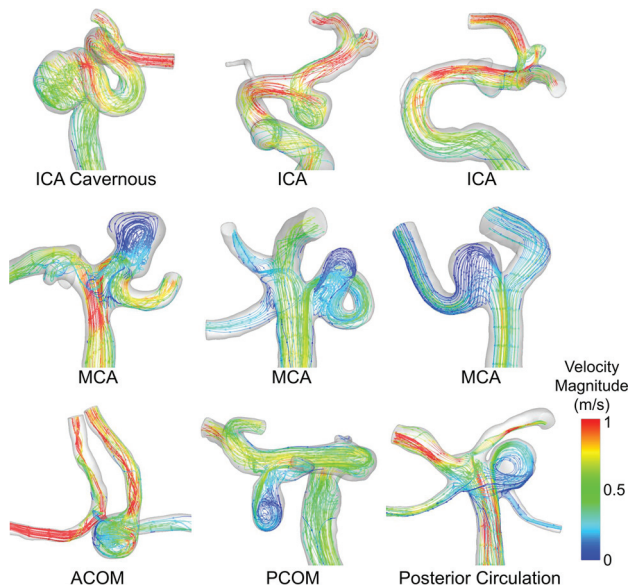 ICA Cavernous
ICA
ICA
MCA
MCA
MCA
Velocity
Magnitude
(m/s)
1
0.5
0
ACOM
PCOM
Posterior Circulation